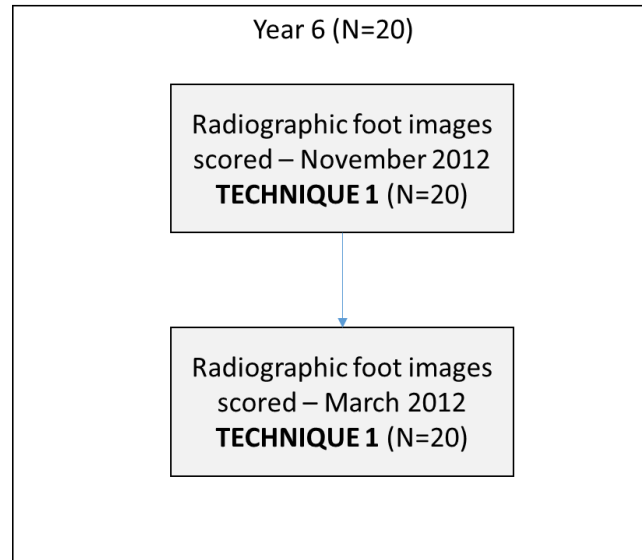 Year 6 (N=20)
Radiographic foot images
scored – November 2012
TECHNIQUE 1 (N=20)
Radiographic foot images
scored – March 2012
TECHNIQUE 1 (N=20)